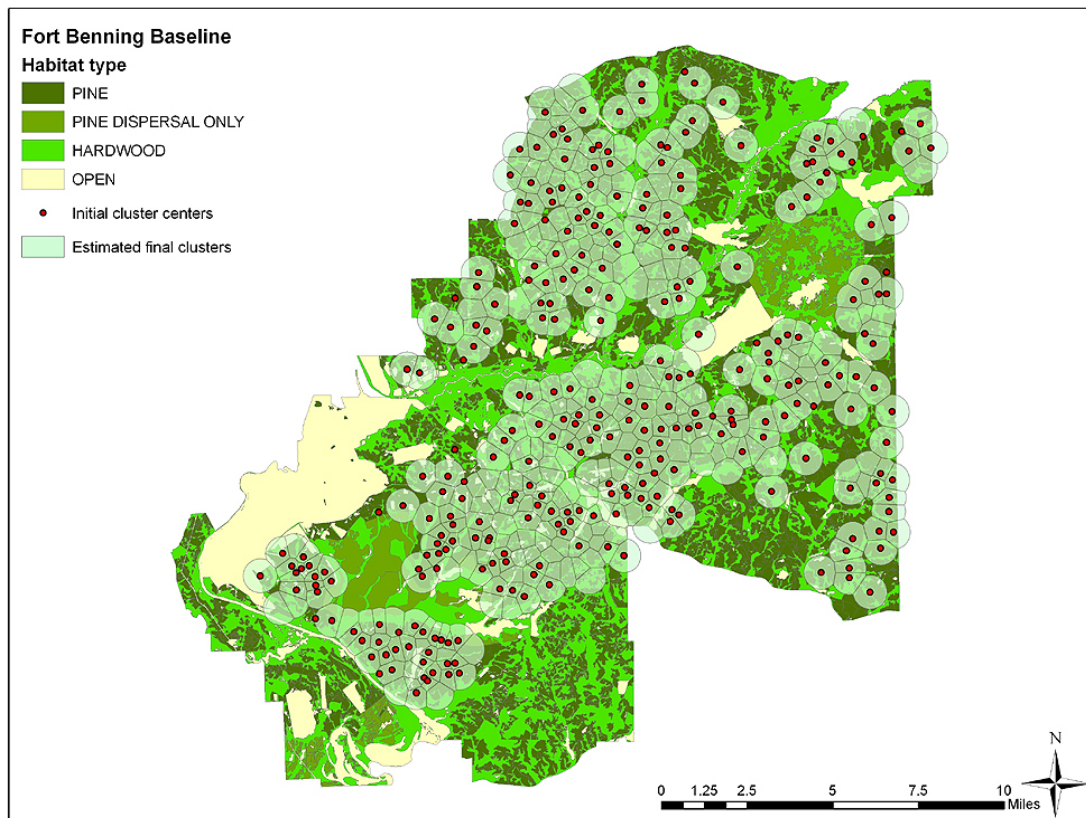 Fort Benning Baseline
Habitat type
PINE
PINE DISPERSAL ONLY
HARDWOOD
OPEN
Initial cluster centers
Estimated final clusters
N
0 1.25 2.5 5 7.5 10
Miles